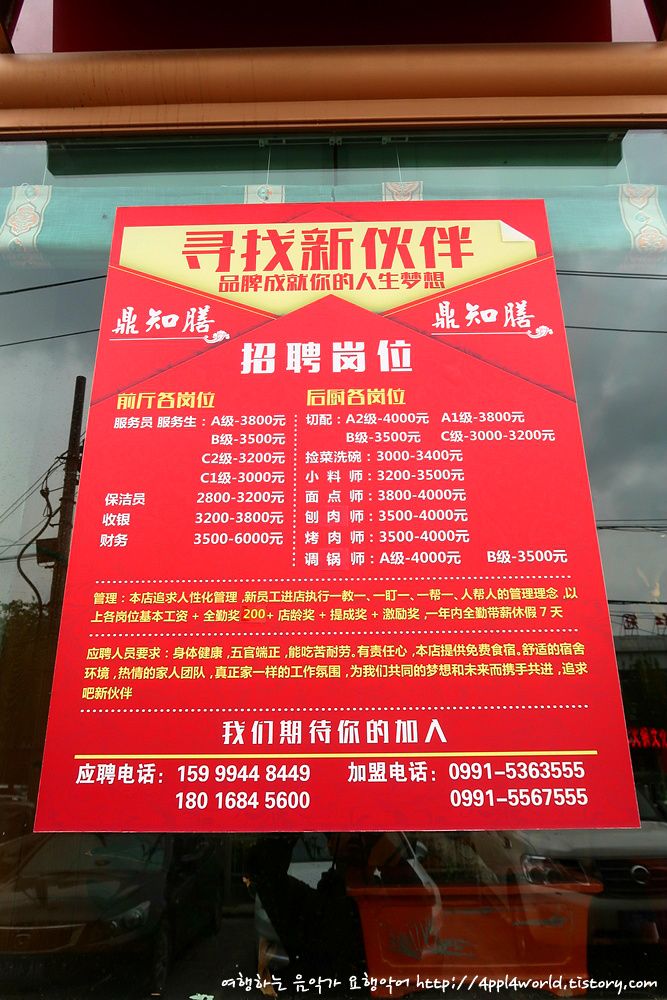 寻找新伙伴
品牌成就你的人生梦想
鼎知膳
鼎知膳
招聘岗位
前厅各岗位
服务员 服务生：A级-3800元
B级-3500元
C2级-3200元
C1级-3000元
保洁员 2800-3200元
收银 3200-3800元
财务 3500-6000元
后厨各岗位
切配：A2级-4000元 A1级-3800元
B级-3500元 C级-3000-3200元
捡菜洗碗：3000-3400元
小料师：3200-3500元
面点师：3800-4000元
刨肉师：3500-4000元
烤肉师：3500-4000元
调锅师：A级-4000元 B级-3500元
管理：本店追求人性化管理，新员工进店执行一教一、一盯一、一帮一、人帮人的管理理念，以
上各岗位基本工资 + 全勤奖200+ 店龄奖 + 提成奖 + 激励奖，一年内全勤带薪休假 7 天
应聘人员要求：身体健康，五官端正，能吃苦耐劳。有责任心，本店提供免费食宿。舒适的宿舍
环境，热情的家人团队，真正家一样的工作氛围，为我们共同的梦想和未来而携手共进，追求
吧新伙伴
我们期待你的加入
应聘电话：159 9944 8449
180 1684 5600
加盟电话：0991-5363555
0991-5567555
여행하는 음악가 요행악어 http://4ppl4world.tistory.com